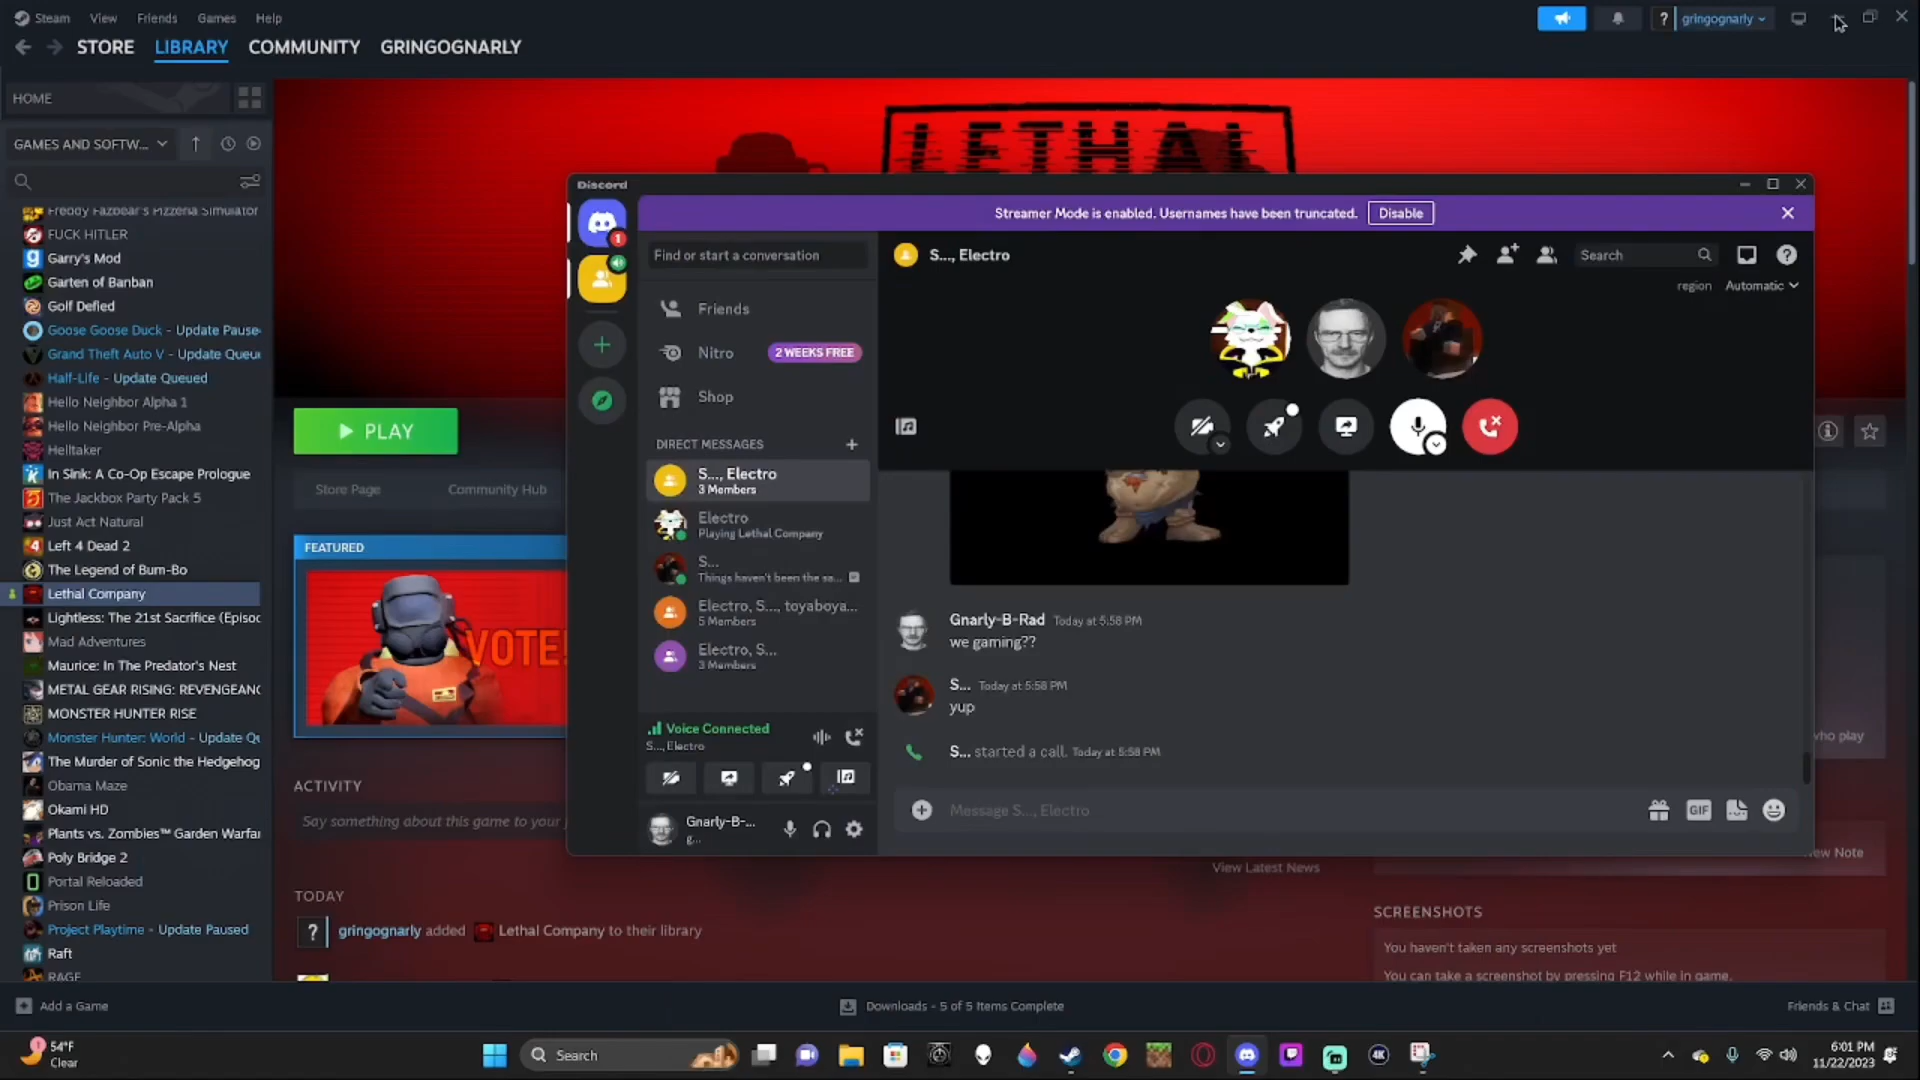 Steam View Friends Games Help
gringognarly
STORE LIBRARY COMMUNITY GRINGOGNARLY
HOME
GAMES AND SOFTW...
Freddy Fazbear's Pizzeria Simulator
FUCK HITLER
Garry's Mod
Garten of Banban
Golf Defied
Goose Goose Duck - Update Pause
Grand Theft Auto V - Update Queu
Half-Life - Update Queued
Hello Neighbor Alpha 1
Hello Neighbor Pre-Alpha
Helltaker
In Sink: A Co-Op Escape Prologue
The Jackbox Party Pack 5
Just Act Natural
Left 4 Dead 2
The Legend of Bum-Bo
Lethal Company
Lightless: The 21st Sacrifice (Episoc
Mad Adventures
Maurice: In The Predator's Nest
METAL GEAR RISING: REVENGEANC
MONSTER HUNTER RISE
Monster Hunter: World - Update Qu
The Murder of Sonic the Hedgehog
Obama Maze
Okami HD
Plants vs. Zombies™ Garden Warfar
Poly Bridge 2
Portal Reloaded
Prison Life
Project Playtime - Update Paused
Raft
RAGE
LETHAL
PLAY
Store Page Community Hub
FEATURED
VOTE!
ACTIVITY
Say something about this game to your
TODAY
gringognarly added Lethal Company to their library
Discord
Streamer Mode is enabled. Usernames have been truncated. Disable
1
Find or start a conversation
Friends
Nitro 2 WEEKS FREE
Shop
DIRECT MESSAGES
S..., Electro
3 Members
Electro
Playing Lethal Company
S...
Things haven't been the sa...
Electro, S..., toyaboya...
5 Members
Electro, S...
3 Members
Voice Connected
S..., Electro
Gnarly-B-...
g...
S..., Electro
Search
region Automatic
Gnarly-B-Rad Today at 5:58 PM
we gaming??
S... Today at 5:58 PM
yup
S... started a call. Today at 5:58 PM
Message S..., Electro
GIF
who play
New Note
View Latest News
SCREENSHOTS
You haven't taken any screenshots yet
You can take a screenshot by pressing F12 while in game.
Add a Game
Downloads - 5 of 5 Items Complete
Friends & Chat
1
54°F
Clear
Search
4K
6:01 PM
11/22/2023